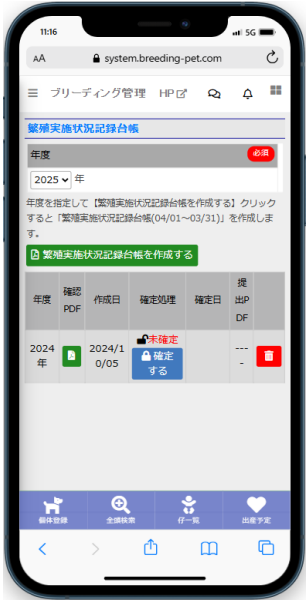 11:16
5G
AA system.breeding-pet.com
ブリーディング管理 HP
繁殖実施状況記録台帳
年度 必須
2025 年
年度を指定して【繁殖実施状況記録台帳を作成する】クリック
すると「繁殖実施状況記録台帳(04/01〜03/31)」を作成しま
す。
繁殖実施状況記録台帳を作成する
年度 確認PDF 作成日 確定処理 確定日 提出PDF
2024年 2024/10/05 未確定 確定する ----
個体登録 全頭検索 仔一覧 出産予定